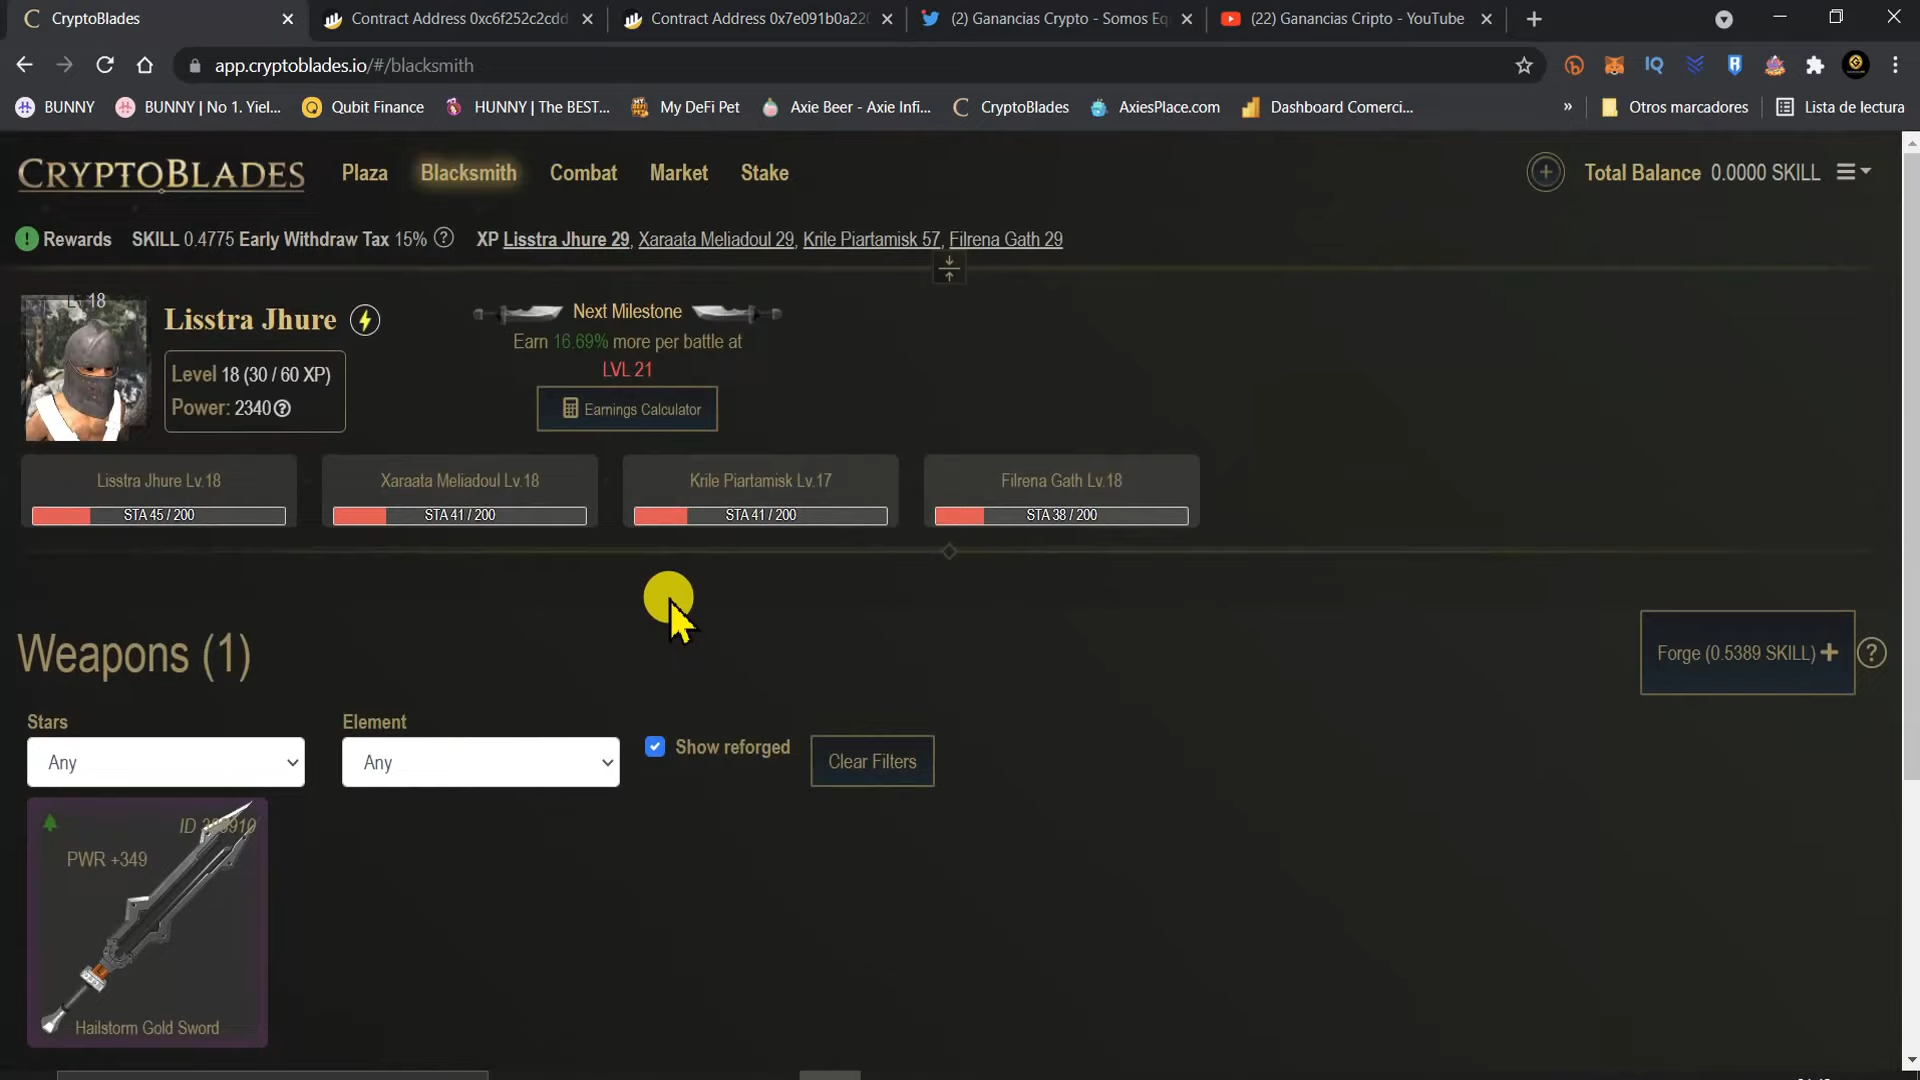 CryptoBlades
Contract Address 0xc6f252c2cdd
Contract Address 0x7e091b0a220
(2) Ganancias Crypto - Somos Eq
(22) Ganancias Cripto - YouTube
app.cryptoblades.io/#/blacksmith
BUNNY
BUNNY | No 1. Yiel...
Qubit Finance
HUNNY | The BEST...
My DeFi Pet
Axie Beer - Axie Infi...
CryptoBlades
AxiesPlace.com
Dashboard Comerci...
»
Otros marcadores
Lista de lectura
CRYPTOBLADES
Plaza
Blacksmith
Combat
Market
Stake
Total Balance 0.0000 SKILL
Rewards SKILL 0.4775 Early Withdraw Tax 15% ? XP Lisstra Jhure 29, Xaraata Meliadoul 29, Krile Piartamisk 57, Filrena Gath 29
Lv.18
Lisstra Jhure
Level 18 (30 / 60 XP)
Power: 2340 ?
Next Milestone
Earn 16.69% more per battle at
LVL 21
Earnings Calculator
Lisstra Jhure Lv.18
STA 45 / 200
Xaraata Meliadoul Lv.18
STA 41 / 200
Krile Piartamisk Lv.17
STA 41 / 200
Filrena Gath Lv.18
STA 38 / 200
Weapons (1)
Forge (0.5389 SKILL) +
?
Stars
Any
Element
Any
Show reforged
Clear Filters
ID
PWR +349
Hailstorm Gold Sword